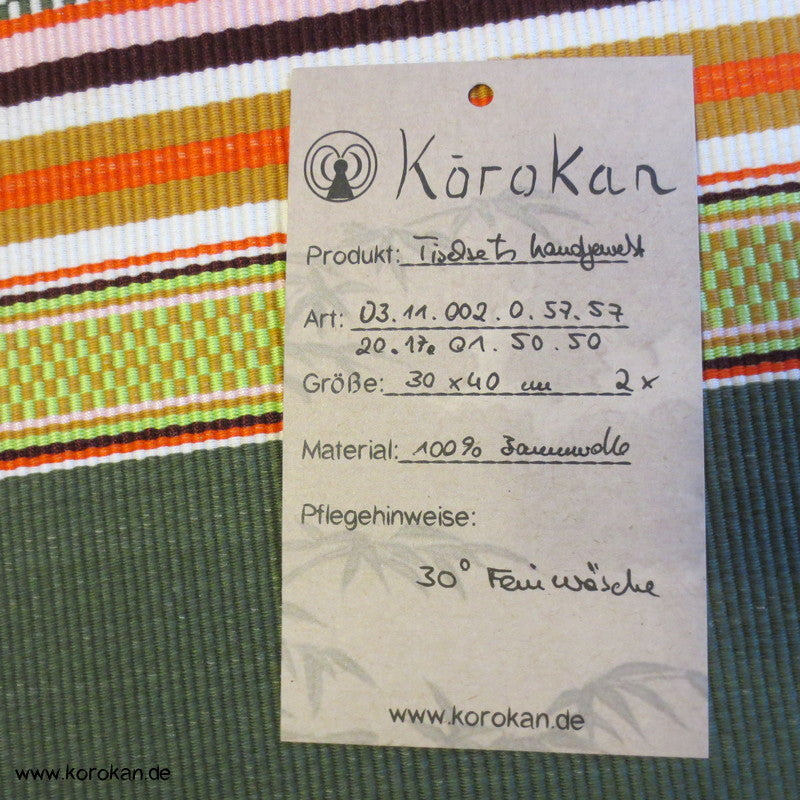 Kōrokan
Produkt: Tischsets handgewebt
Art: 03.11.002.0.57.57
20.17. 01.50.50
Größe: 30 x 40 cm 2x
Material: 100% Baumwolle
Pflegehinweise:
30° Feinwäsche
www.korokan.de
www.korokan.de